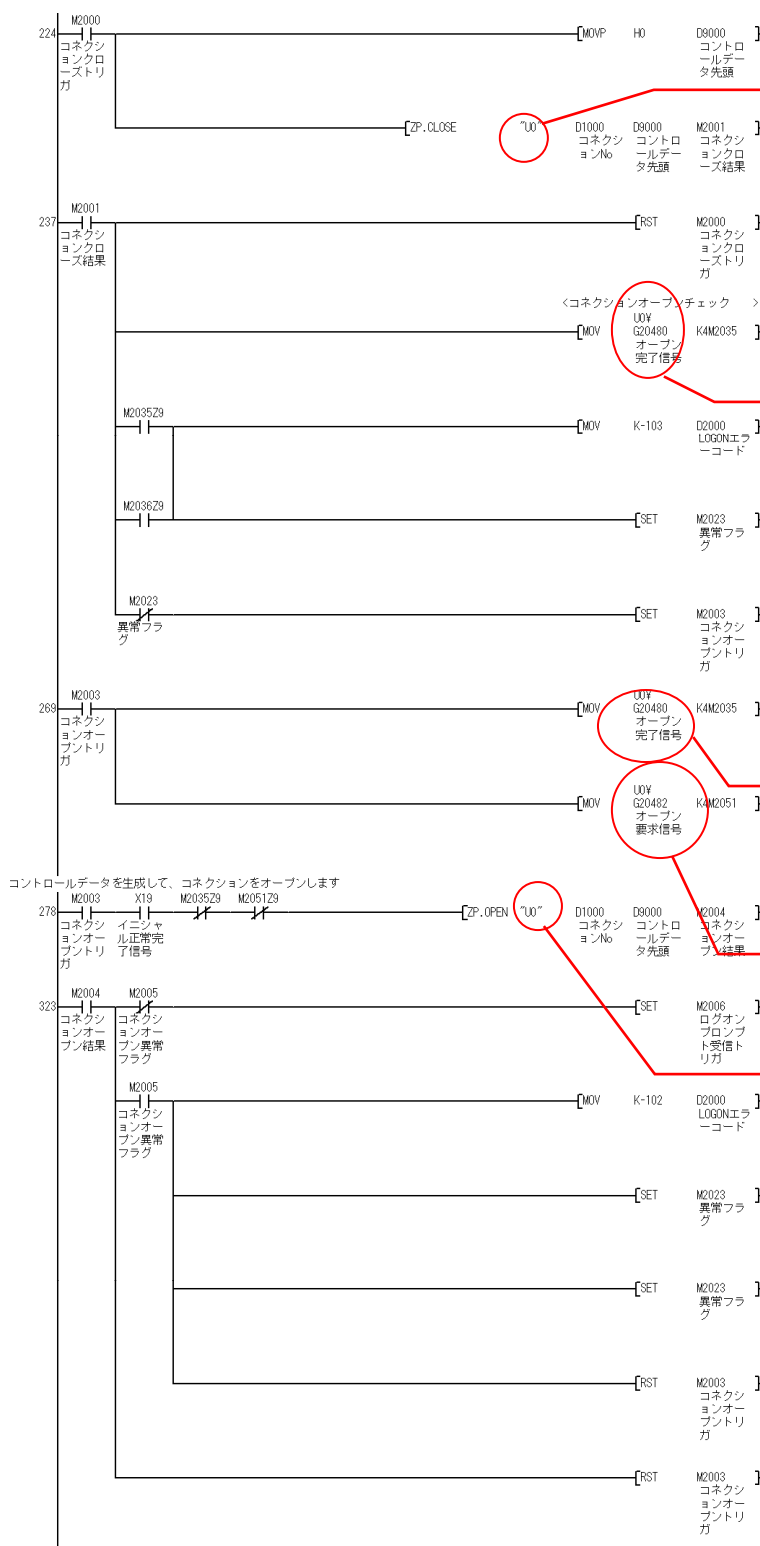 M2000
224
[MOVP H0 D9000 ]
コネクシ
ョンクロ
ーズトリ
ガ
コントロ
ールデー
タ先頭
[ZP.CLOSE "U0" D1000 D9000 M2001 ]
コネクシ
ョンNo
コントロ
ールデー
タ先頭
コネクシ
ョンクロ
ーズ結果
M2001
237
[RST M2000 ]
コネクシ
ョンクロ
ーズ結果
コネクシ
ョンクロ
ーズトリ
ガ
<コネクションオープンチェック >
U0¥
[MOV G20480 K4M2035 ]
オープン
完了信号
M2035Z9
[MOV K-103 D2000 ]
LOGONエラ
ーコード
M2036Z9
[SET M2023 ]
異常フラ
グ
M2023
異常フラ
グ
[SET M2003 ]
コネクシ
ョンオー
プントリ
ガ
M2003
269
コネクシ
ョンオー
プントリ
ガ
U0¥
[MOV G20480 K4M2035 ]
オープン
完了信号
U0¥
[MOV G20482 K4M2051 ]
オープン
要求信号
コントロールデータを生成して、コネクションをオープンします
M2003 X19 M2035Z9 M2051Z9
278
[ZP.OPEN "U0" D1000 D9000 M2004 ]
コネクシ
ョンオー
プントリ
ガ
イニシャ
ル正常完
了信号
コネクシ
ョンNo
コントロ
ールデー
タ先頭
コネクシ
ョンオー
プン結果
M2004 M2005
323
[SET M2006 ]
コネクシ
ョンオー
プン結果
コネクシ
ョンオー
プン異常
フラグ
ログオン
プロンプ
ト受信ト
リガ
M2005
コネクシ
ョンオー
プン異常
フラグ
[MOV K-102 D2000 ]
LOGONエラ
ーコード
[SET M2023 ]
異常フラ
グ
[SET M2023 ]
異常フラ
グ
[RST M2003 ]
コネクシ
ョンオー
プントリ
ガ
[RST M2003 ]
コネクシ
ョンオー
プントリ
ガ